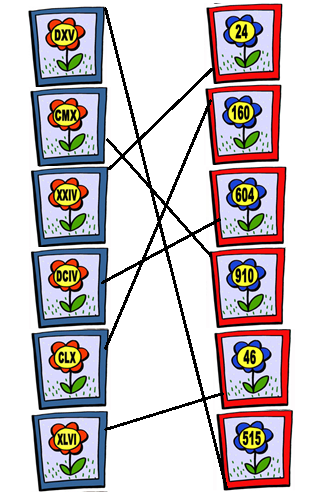 DXV
24
CMX
160
XXIV
604
DCIV
910
CLX
46
XLVI
515